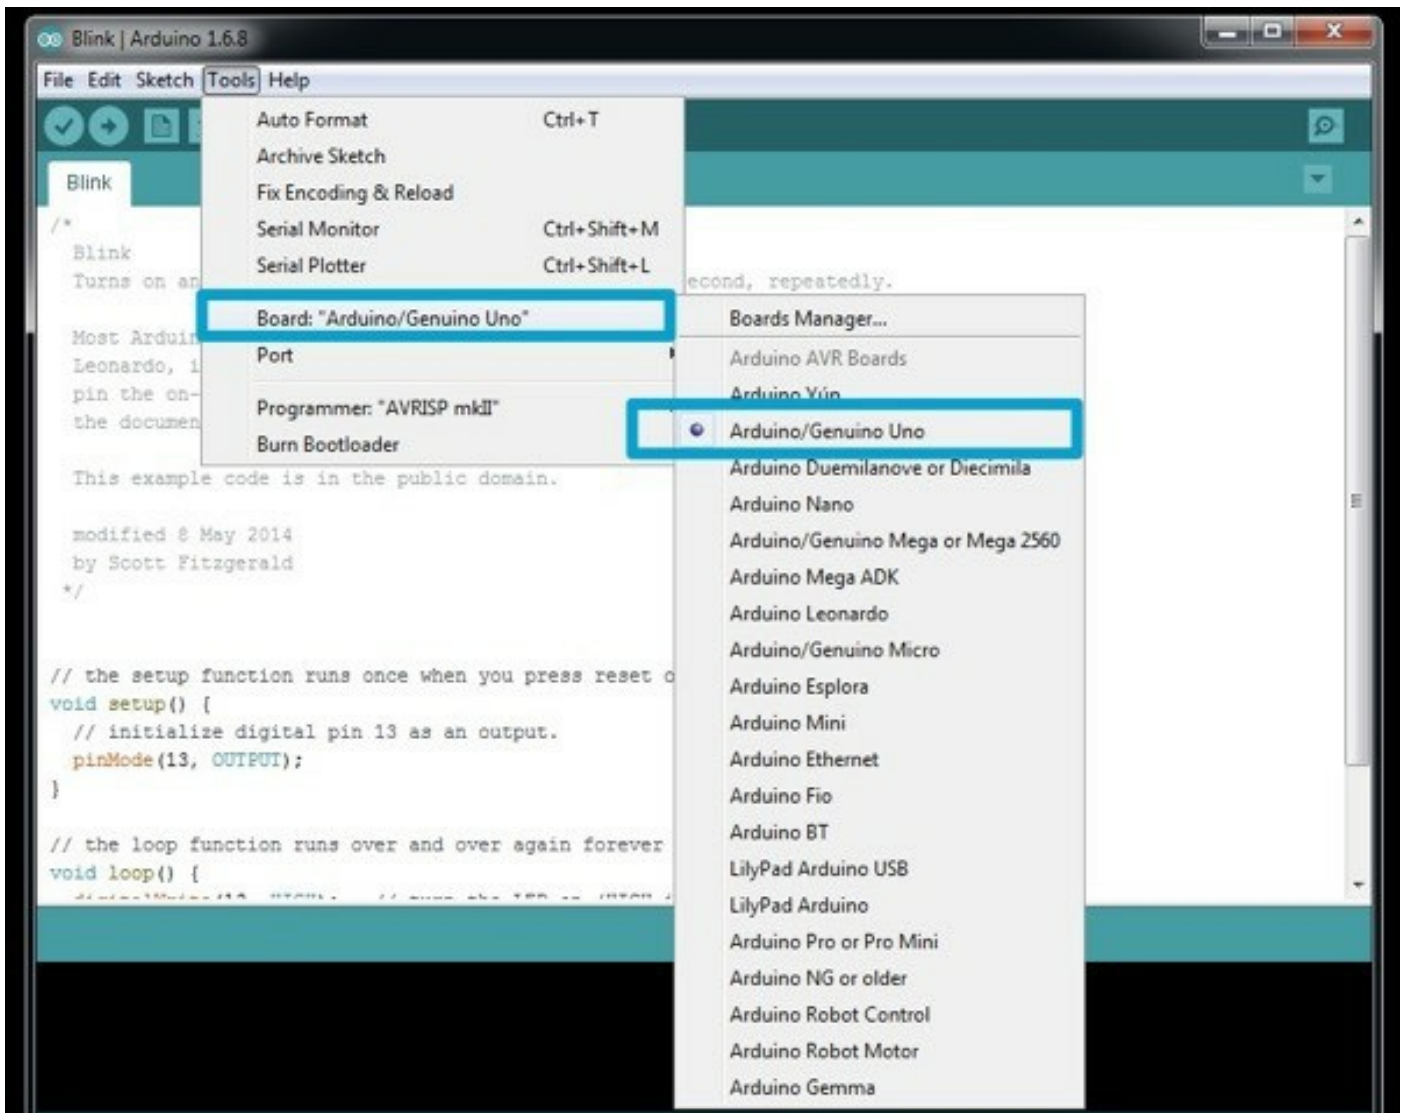 Blink | Arduino 1.6.8
File Edit Sketch Tools Help
Auto Format Ctrl+T
Archive Sketch
Fix Encoding & Reload
Serial Monitor Ctrl+Shift+M
Serial Plotter Ctrl+Shift+L
Board: "Arduino/Genuino Uno"
Port
Programmer: "AVRISP mkII"
Burn Bootloader
Boards Manager...
Arduino AVR Boards
Arduino Yún
Arduino/Genuino Uno
Arduino Duemilanove or Diecimila
Arduino Nano
Arduino/Genuino Mega or Mega 2560
Arduino Mega ADK
Arduino Leonardo
Arduino/Genuino Micro
Arduino Esplora
Arduino Mini
Arduino Ethernet
Arduino Fio
Arduino BT
LilyPad Arduino USB
LilyPad Arduino
Arduino Pro or Pro Mini
Arduino NG or older
Arduino Robot Control
Arduino Robot Motor
Arduino Gemma
Blink
/*
Blink
Turns on an econd, repeatedly.
Most Arduin
Leonardo, i
pin the on-
the documen
This example code is in the public domain.
modified 8 May 2014
by Scott Fitzgerald
*/
// the setup function runs once when you press reset o
void setup() {
// initialize digital pin 13 as an output.
pinMode(13, OUTPUT);
}
// the loop function runs over and over again forever
void loop() {